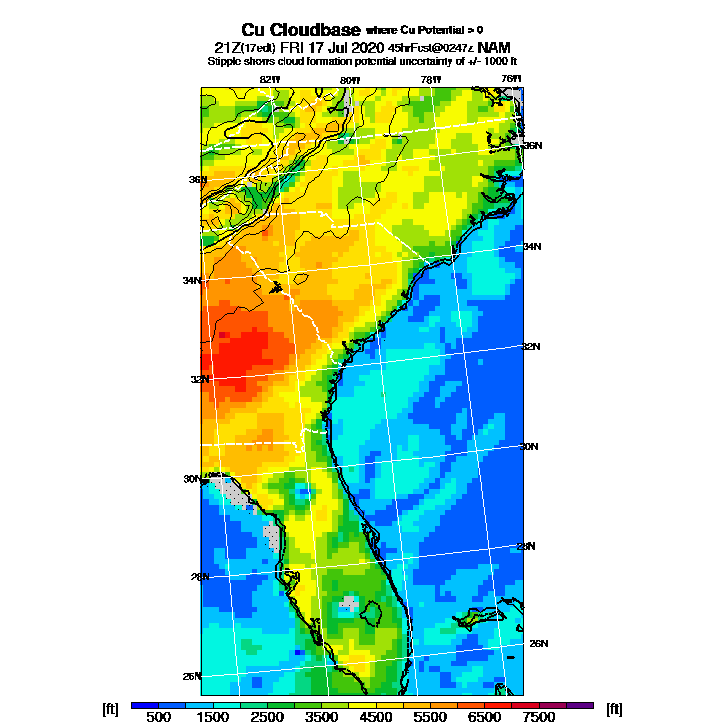 Cu Cloudbase where Cu Potential > 0
21Z(17edt) FRI 17 Jul 2020 45hrFcst@0247z NAM
Stipple shows cloud formation potential uncertainty of +/- 1000 ft
82W 80W 78W 76W
36N
36N
34N
34N
32N
32N
30N
30N
28N
28N
26N
26N
[ft] 500 1500 2500 3500 4500 5500 6500 7500 [ft]